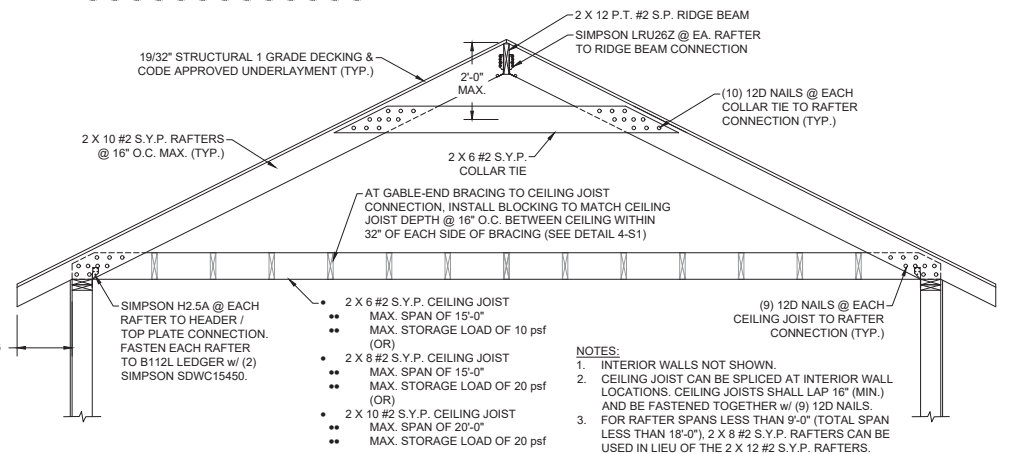 2 X 12 P.T. #2 S.P. RIDGE BEAM
SIMPSON LRU26Z @ EA. RAFTER
TO RIDGE BEAM CONNECTION
19/32" STRUCTURAL 1 GRADE DECKING &
CODE APPROVED UNDERLAYMENT (TYP.)
2'-0"
MAX.
(10) 12D NAILS @ EACH
COLLAR TIE TO RAFTER
CONNECTION (TYP.)
2 X 10 #2 S.Y.P. RAFTERS
@ 16" O.C. MAX. (TYP.)
2 X 6 #2 S.Y.P.
COLLAR TIE
AT GABLE-END BRACING TO CEILING JOIST
CONNECTION, INSTALL BLOCKING TO MATCH CEILING
JOIST DEPTH @ 16" O.C. BETWEEN CEILING WITHIN
32" OF EACH SIDE OF BRACING (SEE DETAIL 4-S1)
SIMPSON H2.5A @ EACH
RAFTER TO HEADER /
TOP PLATE CONNECTION.
FASTEN EACH RAFTER
TO B112L LEDGER w/ (2)
SIMPSON SDWC15450.
• 2 X 6 #2 S.Y.P. CEILING JOIST
•• MAX. SPAN OF 15'-0"
•• MAX. STORAGE LOAD OF 10 psf
(OR)
• 2 X 8 #2 S.Y.P. CEILING JOIST
•• MAX. SPAN OF 15'-0"
•• MAX. STORAGE LOAD OF 20 psf
(OR)
• 2 X 10 #2 S.Y.P. CEILING JOIST
•• MAX. SPAN OF 20'-0"
•• MAX. STORAGE LOAD OF 20 psf
(9) 12D NAILS @ EACH
CEILING JOIST TO RAFTER
CONNECTION (TYP.)
NOTES:
1. INTERIOR WALLS NOT SHOWN.
2. CEILING JOIST CAN BE SPLICED AT INTERIOR WALL
LOCATIONS. CEILING JOISTS SHALL LAP 16" (MIN.)
AND BE FASTENED TOGETHER w/ (9) 12D NAILS.
3. FOR RAFTER SPANS LESS THAN 9'-0" (TOTAL SPAN
LESS THAN 18'-0"), 2 X 8 #2 S.Y.P. RAFTERS CAN BE
USED IN LIEU OF THE 2 X 12 #2 S.Y.P. RAFTERS.